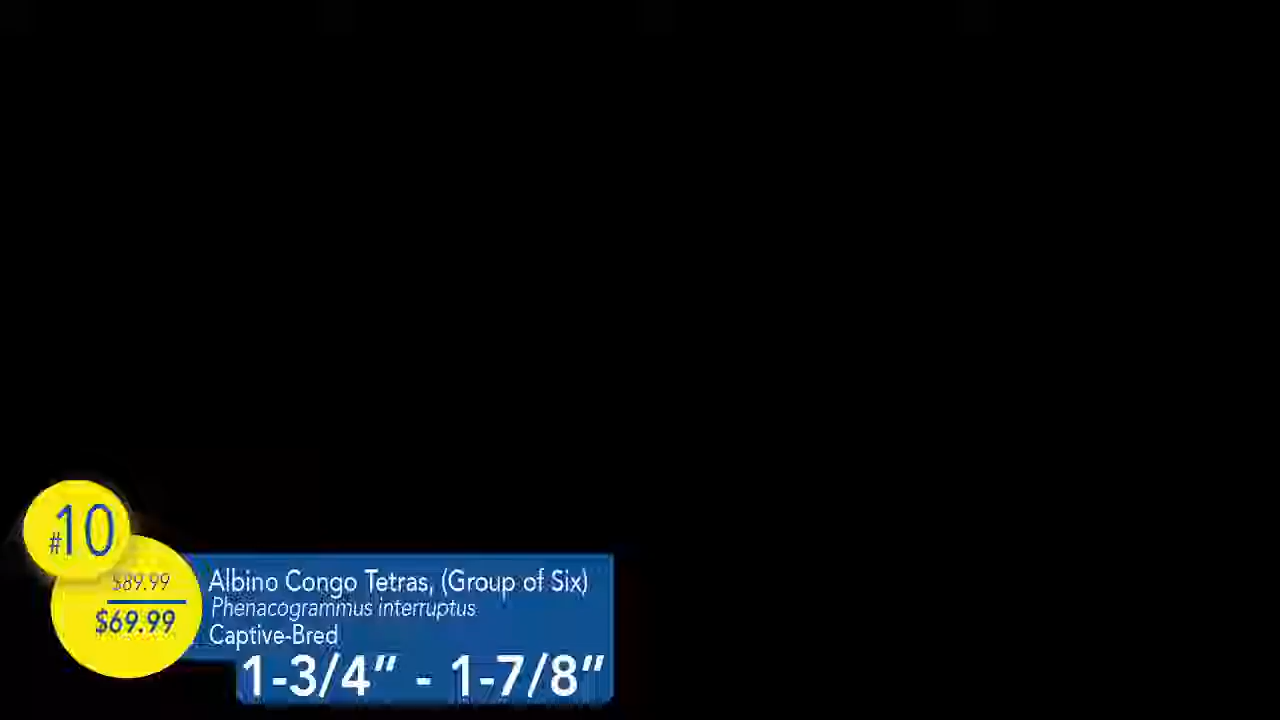 #10
$89.99
$69.99
Albino Congo Tetras, (Group of Six)
Phenacogrammus interruptus
Captive-Bred
1-3/4” - 1-7/8”